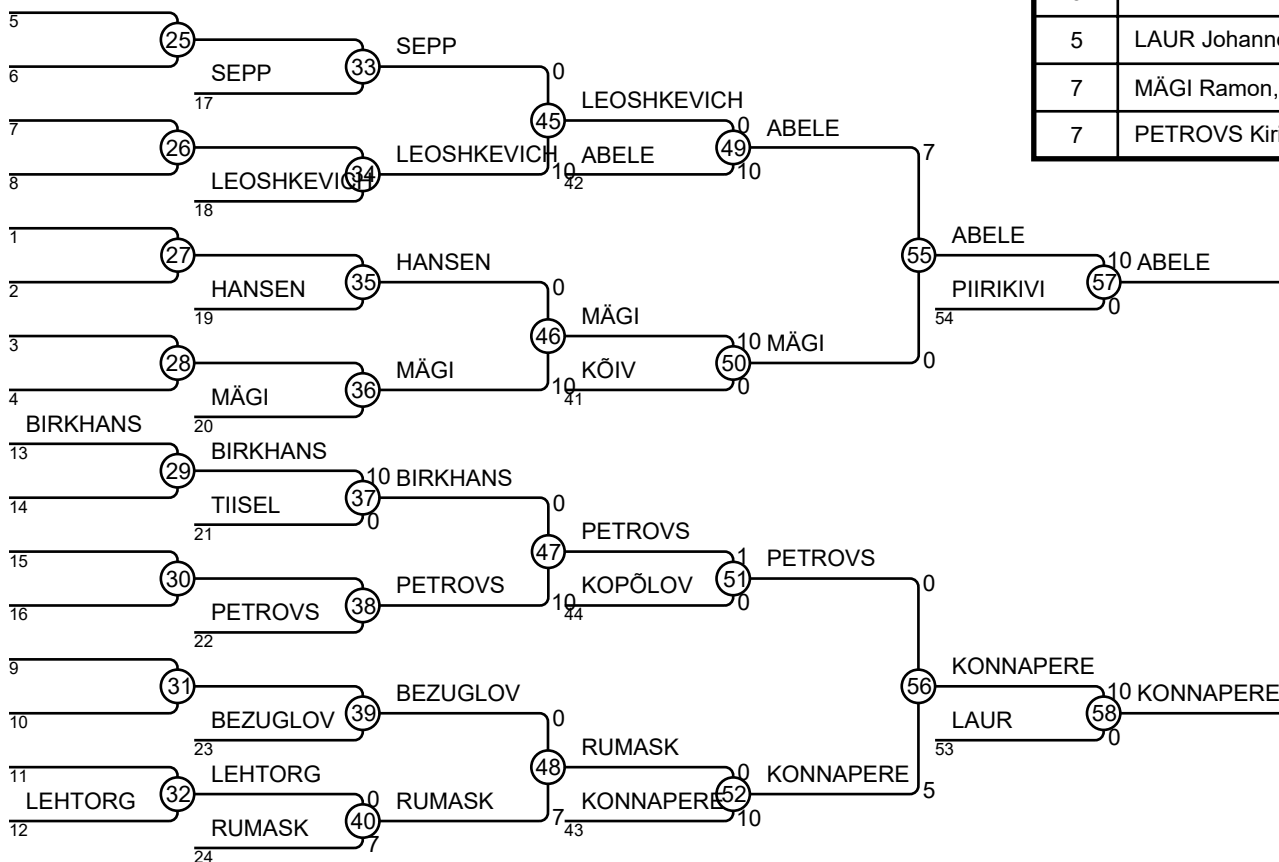 5
25
SEPP
6
SEPP
33
0
17
LEOSHKEVICH
7
45
0
ABELE
26
LEOSHKEVICH
ABELE
49
7
8
LEOSHKEVICH
34
10
42
10
18
1
ABELE
27
HANSEN
55
10
ABELE
2
HANSEN
35
0
PIIRIKIVI
57
19
MÄGI
54
0
3
46
10
MÄGI
28
MÄGI
KÕIV
50
0
4
MÄGI
36
10
41
0
20
BIRKHANS
13
BIRKHANS
29
10
BIRKHANS
14
TIISEL
37
0
21
0
PETROVS
15
47
1
PETROVS
30
PETROVS
KOPÕLOV
51
0
16
PETROVS
38
10
44
0
22
9
KONNAPERE
31
BEZUGLOV
56
10
KONNAPERE
10
BEZUGLOV
39
0
LAUR
58
23
RUMASK
53
0
11
LEHTORG
48
0
KONNAPERE
LEHTORG
32
0
RUMASK
KONNAPERE
52
5
12
RUMASK
40
7
43
10
24
7
5
LAUR Johanne
7
MÄGI Ramon,
7
PETROVS Kiri